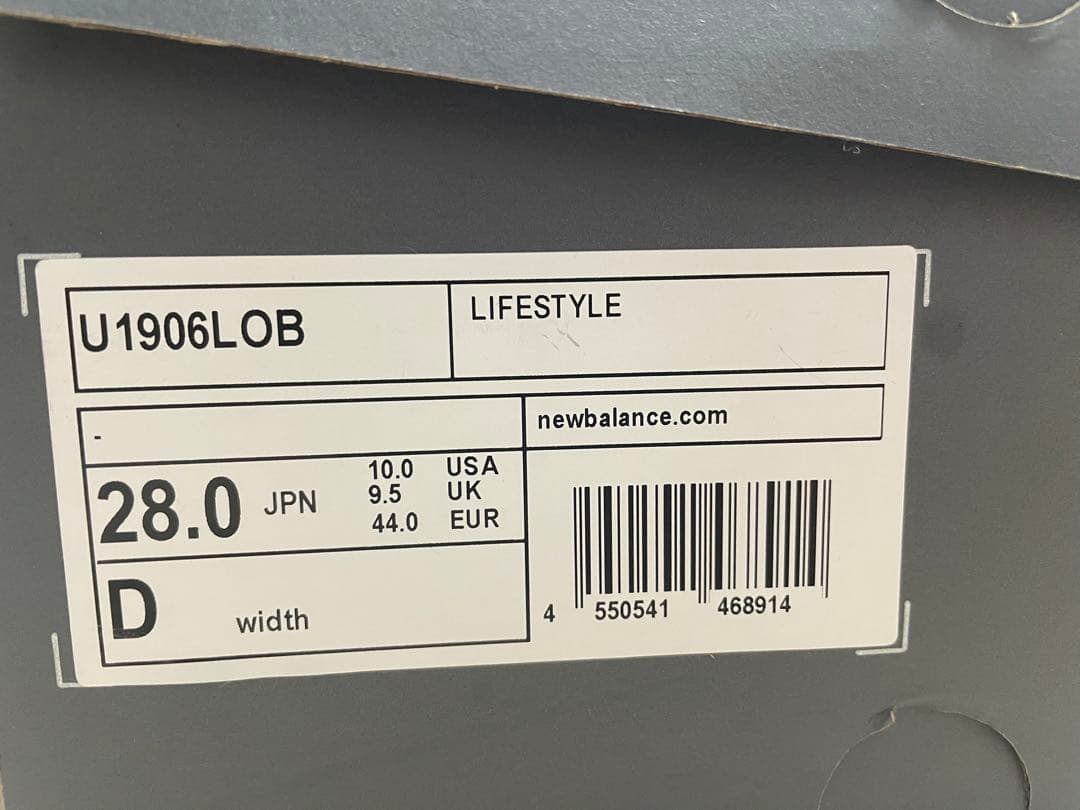 U1906LOB
LIFESTYLE
-
newbalance.com
28.0 JPN
10.0 USA
9.5 UK
44.0 EUR
D width
4 550541 468914